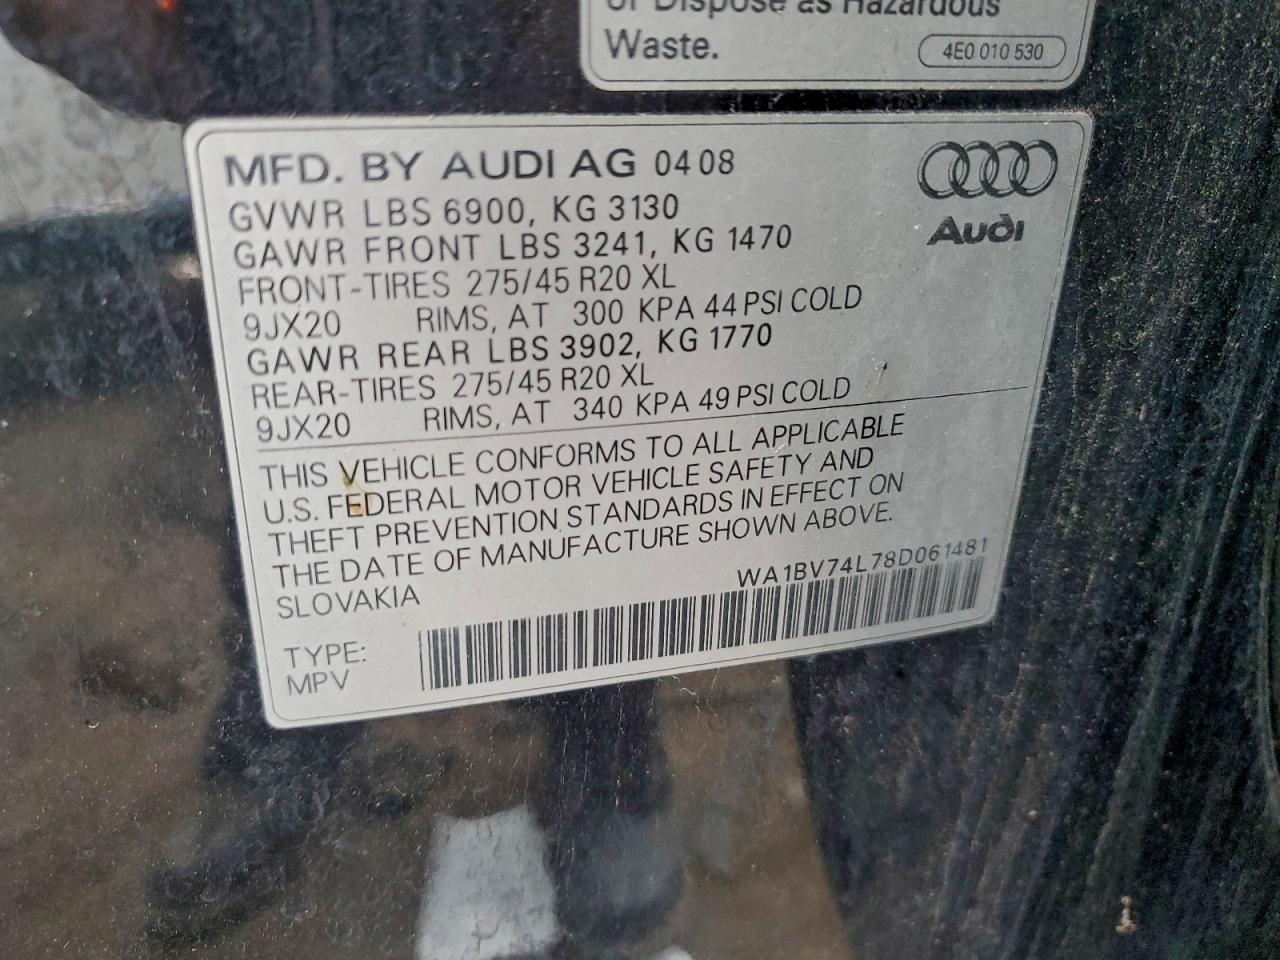 or Dispose as Hazardous
Waste.
4E0 010 530
MFD. BY AUDI AG 04 08
Audi
GVWR LBS 6900, KG 3130
GAWR FRONT LBS 3241, KG 1470
FRONT-TIRES 275/45 R20 XL
9JX20 RIMS, AT 300 KPA 44 PSI COLD
GAWR REAR LBS 3902, KG 1770
REAR-TIRES 275/45 R20 XL
9JX20 RIMS, AT 340 KPA 49 PSI COLD
THIS VEHICLE CONFORMS TO ALL APPLICABLE
U.S. FEDERAL MOTOR VEHICLE SAFETY AND
THEFT PREVENTION STANDARDS IN EFFECT ON
THE DATE OF MANUFACTURE SHOWN ABOVE.
SLOVAKIA
WA1BV74L78D061481
TYPE:
MPV